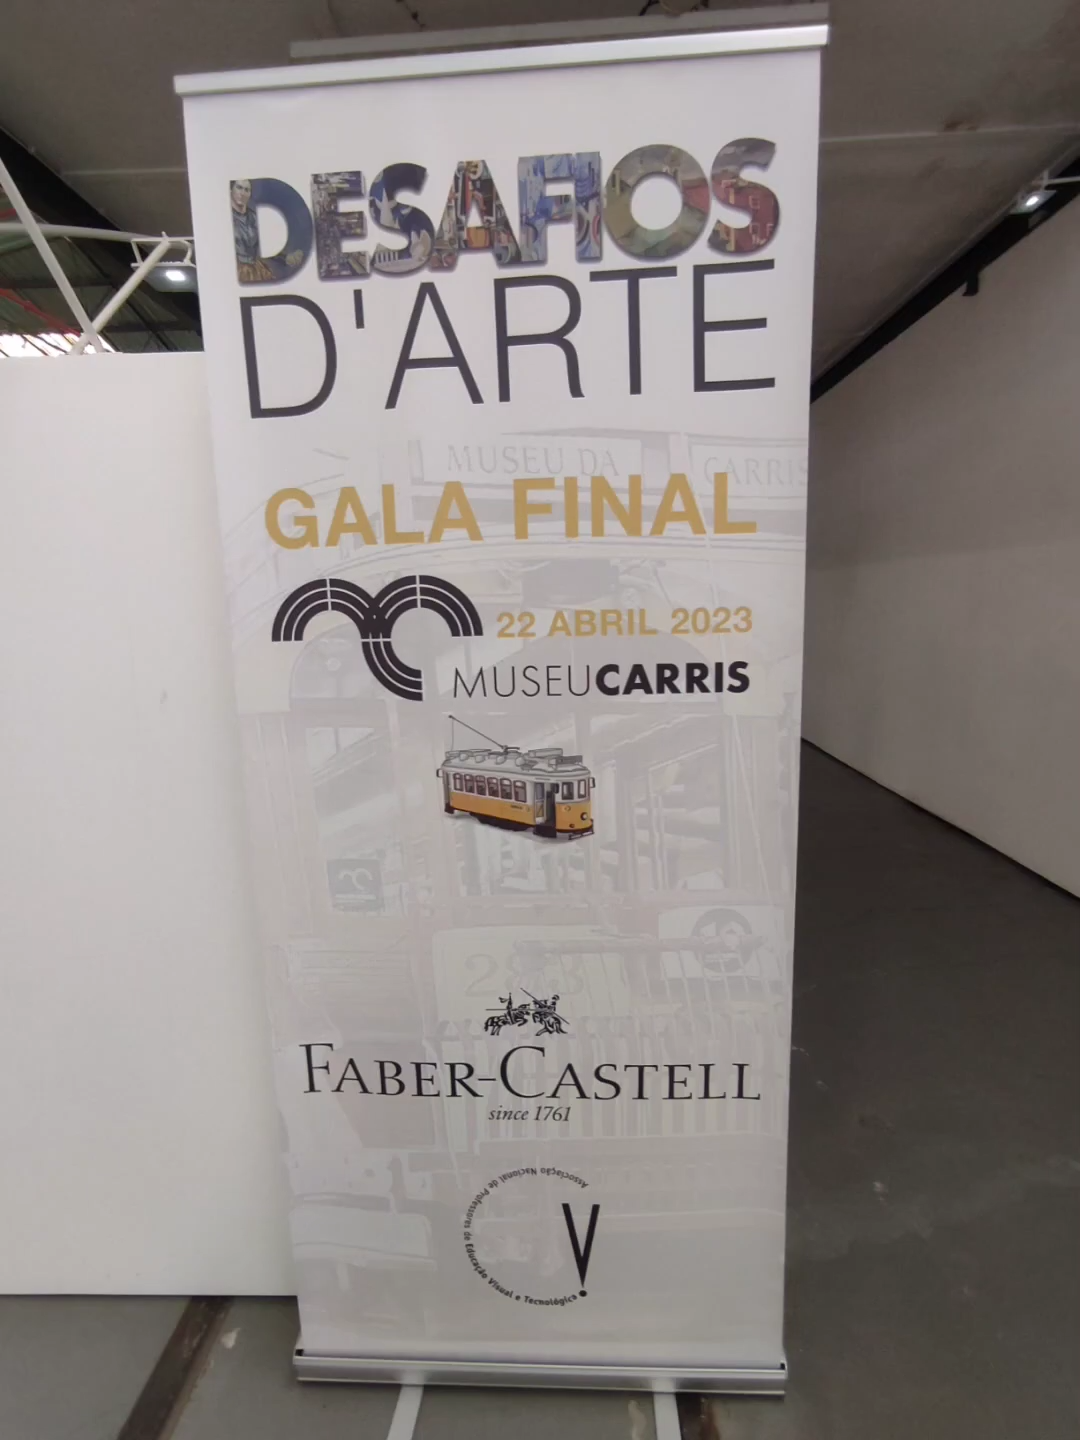 DESAFIOS
D'ARTE
MUSEU DA CARRIS
GALA FINAL
22 ABRIL 2023
MUSEUCARRIS
283
FABER-CASTELL
since 1761
Associação Nacional de Professores de Educação Visual e Tecnológica